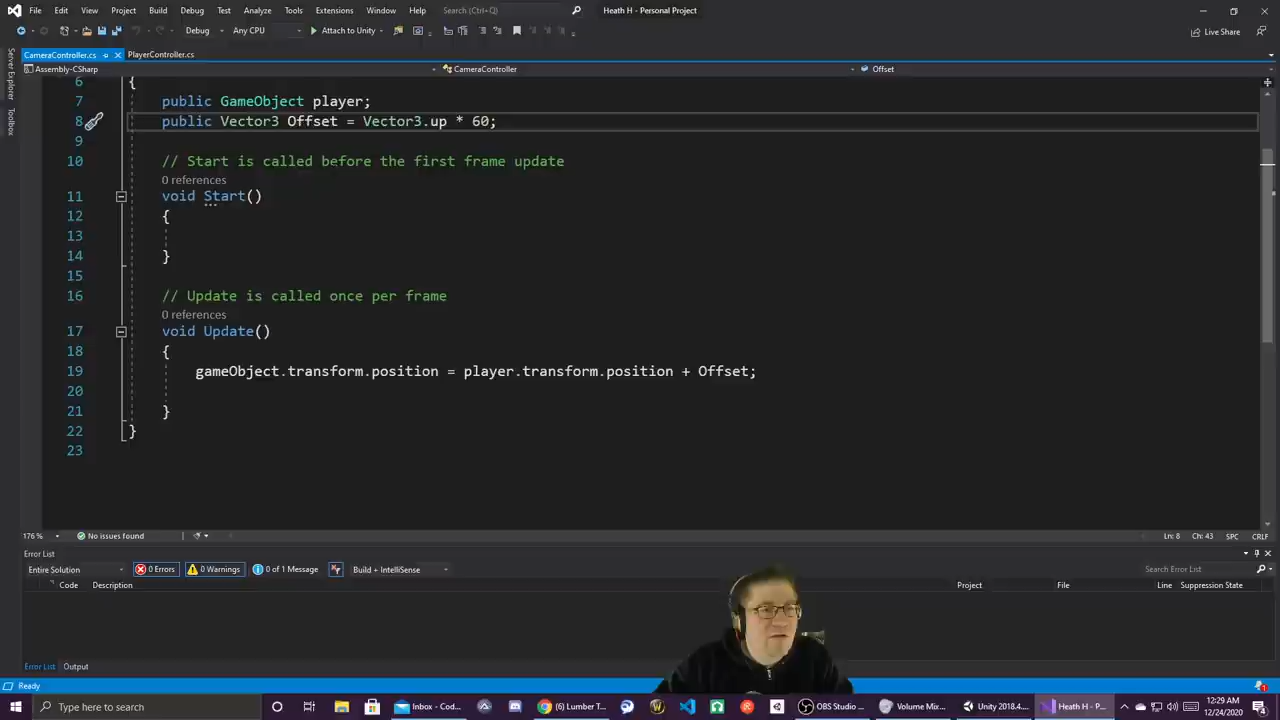 File Edit View Project Build Debug Test Analyze Tools Extensions Window Help Search (Ctrl+Q) Heath H - Personal Project
Debug Any CPU Attach to Unity Live Share
CameraController.cs PlayerController.cs
Assembly-CSharp CameraController Offset
Server Explorer
Toolbox
6 {
7 public GameObject player;
8 public Vector3 Offset = Vector3.up * 60;
9
10 // Start is called before the first frame update
0 references
11 void Start()
12 {
13
14 }
15
16 // Update is called once per frame
0 references
17 void Update()
18 {
19 gameObject.transform.position = player.transform.position + Offset;
20
21 }
22 }
23
176 % No issues found Ln: 8 Ch: 43 SPC CRLF
Error List
Entire Solution 0 Errors 0 Warnings 0 of 1 Message Build + IntelliSense Search Error List
Code Description Project File Line Suppression State
Error List Output
Ready 1
Type here to search Inbox - Cod... (6) Lumber T... OBS Studio ... Volume Mix... Unity 2018.4.... Heath H - P... 12:29 AM
12/24/2020